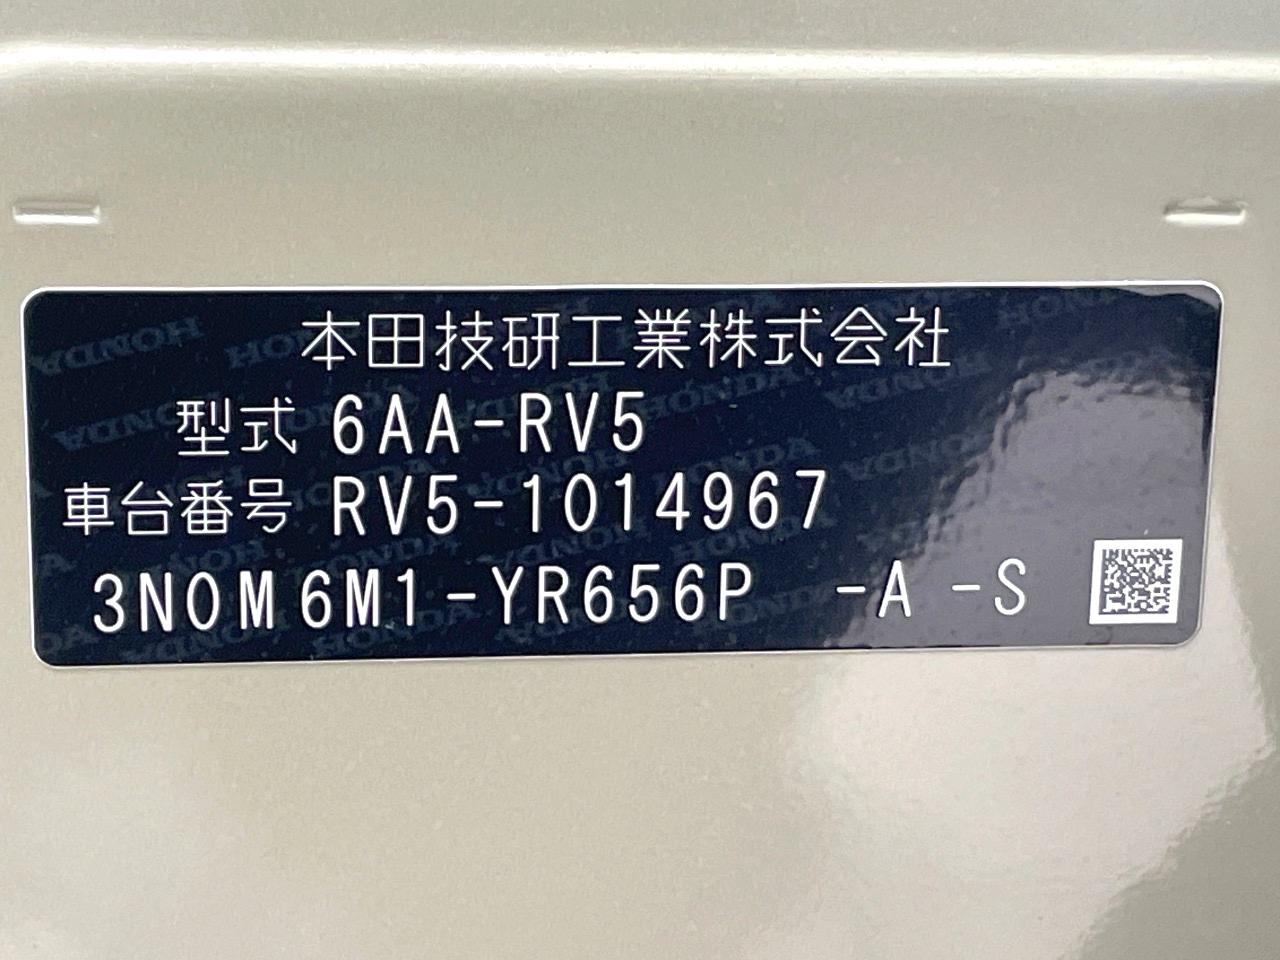 本田技研工業株式会社
型式 6AA-RV5
車台番号 RV5-1014967
3NOM6M1-YR656P -A -S